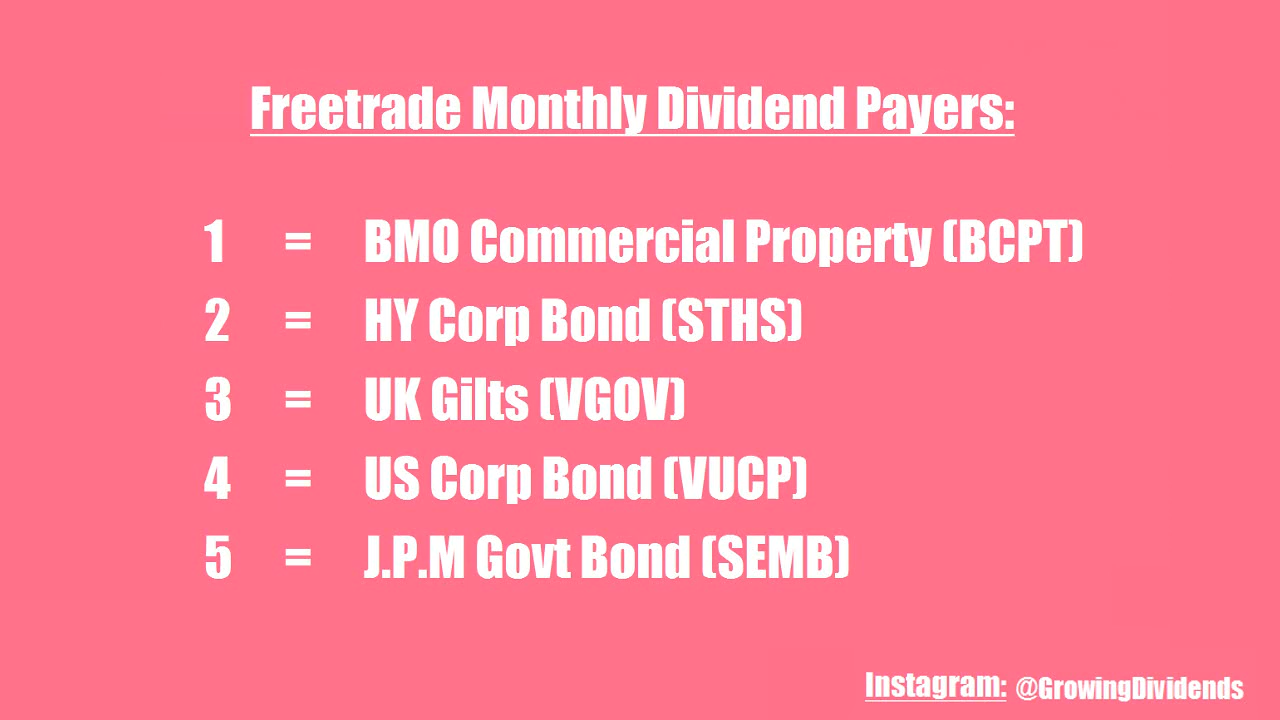 Freetrade Monthly Dividend Payers:
1 = BMO Commercial Property (BCPT)
2 = HY Corp Bond (STHS)
3 = UK Gilts (VGOV)
4 = US Corp Bond (VUCP)
5 = J.P.M Govt Bond (SEMB)
Instagram: @GrowingDividends